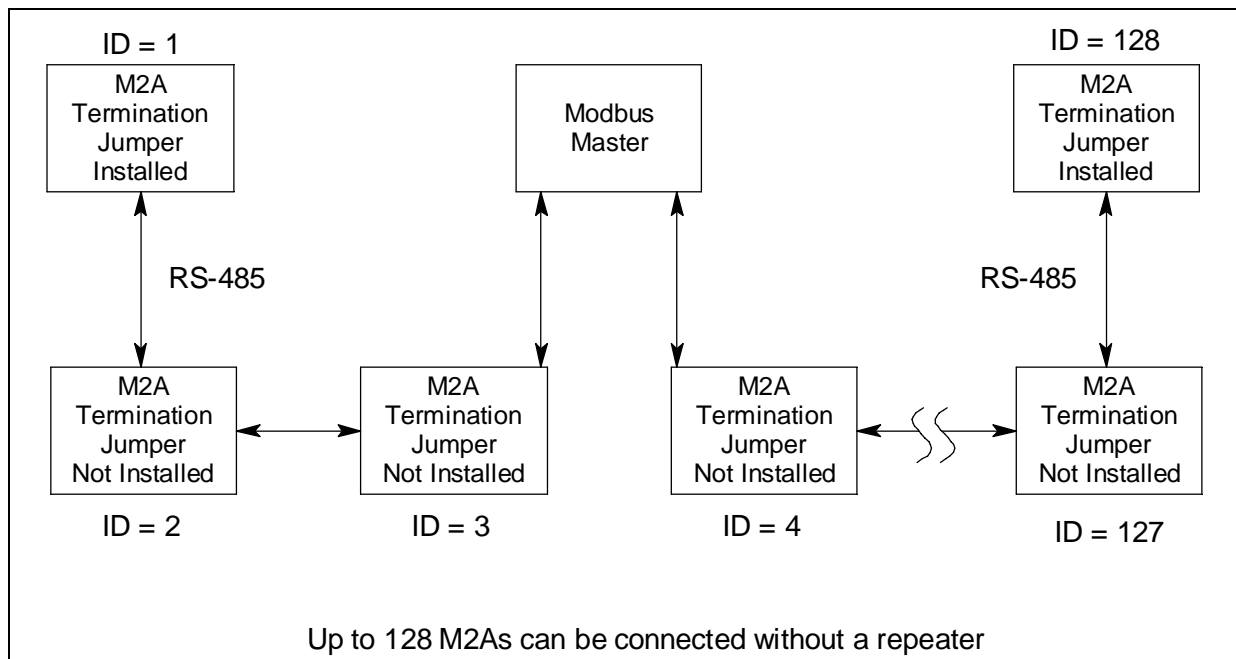 ID = 1
M2A
Termination
Jumper
Installed
Modbus
Master
ID = 128
M2A
Termination
Jumper
Installed
RS-485
RS-485
M2A
Termination
Jumper
Not Installed
ID = 2
M2A
Termination
Jumper
Not Installed
ID = 3
M2A
Termination
Jumper
Not Installed
ID = 4
M2A
Termination
Jumper
Not Installed
ID = 127
Up to 128 M2As can be connected without a repeater